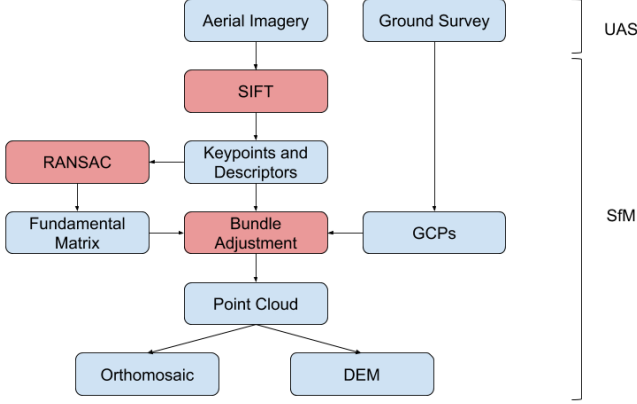 Aerial Imagery
Ground Survey
UAS
SIFT
Keypoints and
Descriptors
RANSAC
Fundamental
Matrix
Bundle
Adjustment
GCPs
SfM
Point Cloud
Orthomosaic
DEM